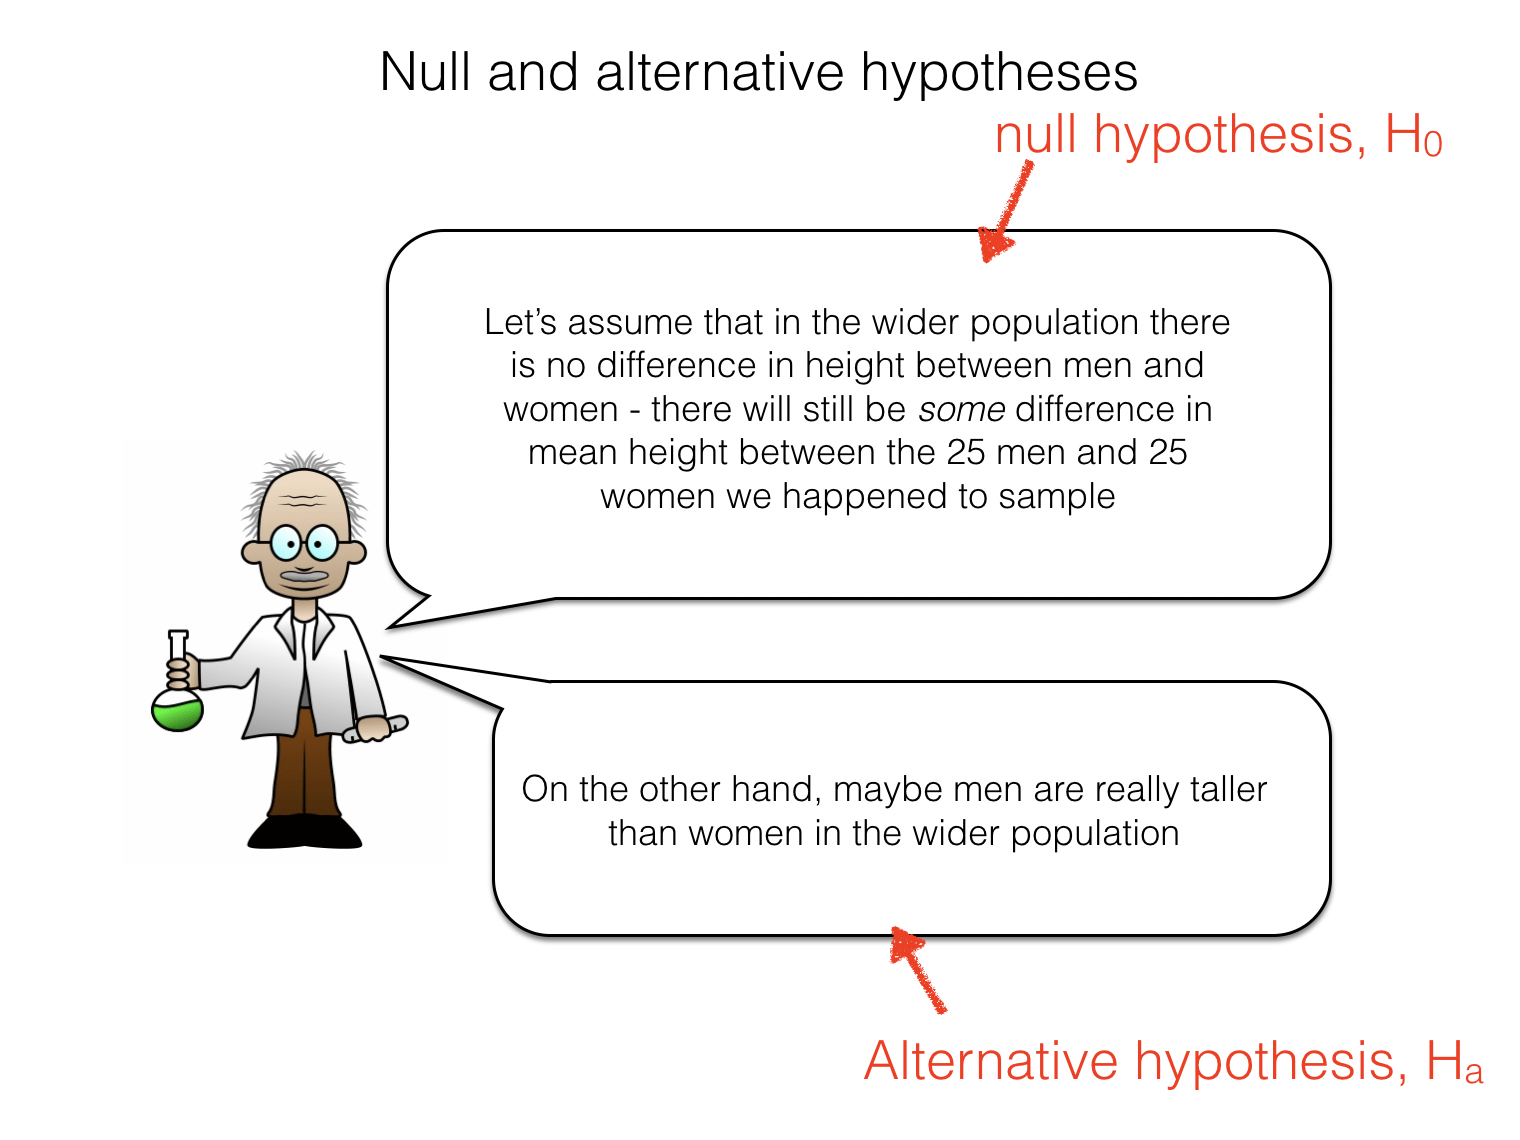 Null and alternative hypotheses
null hypothesis, H₀
Let’s assume that in the wider population there
is no difference in height between men and
women - there will still be some difference in
mean height between the 25 men and 25
women we happened to sample
On the other hand, maybe men are really taller
than women in the wider population
Alternative hypothesis, Hₐ